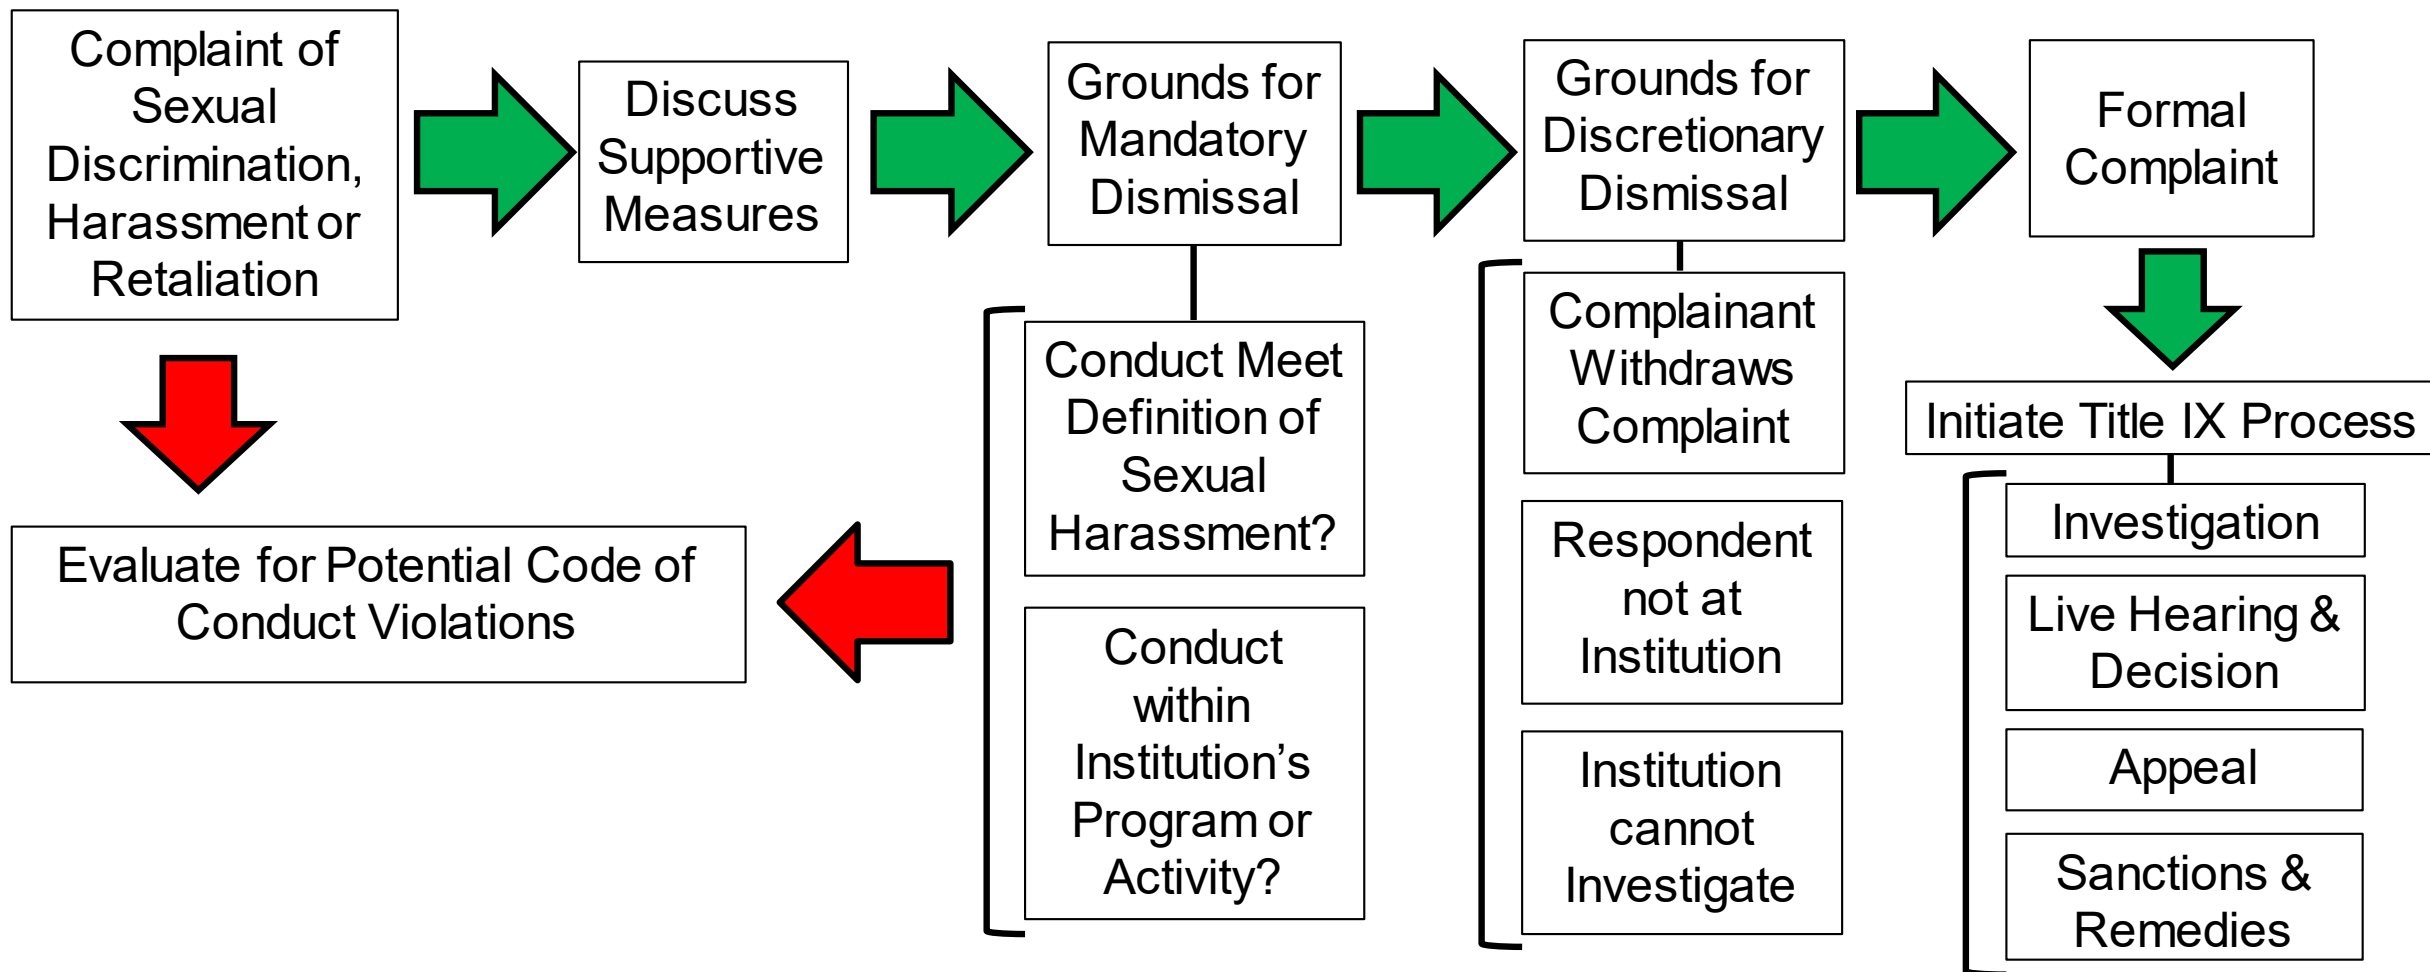 Complaint of
Sexual
Discrimination,
Harassment or
Retaliation
Discuss
Supportive
Measures
Grounds for
Mandatory
Dismissal
Grounds for
Discretionary
Dismissal
Formal
Complaint
Conduct Meet
Definition of
Sexual
Harassment?
Conduct
within
Institution’s
Program or
Activity?
Evaluate for Potential Code of
Conduct Violations
Complainant
Withdraws
Complaint
Respondent
not at
Institution
Institution
cannot
Investigate
Initiate Title IX Process
Investigation
Live Hearing &
Decision
Appeal
Sanctions &
Remedies